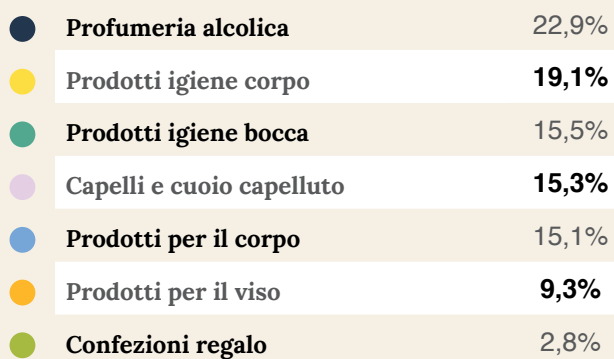 Profumeria alcolica 22,9%
Prodotti igiene corpo 19,1%
Prodotti igiene bocca 15,5%
Capelli e cuoio capelluto 15,3%
Prodotti per il corpo 15,1%
Prodotti per il viso 9,3%
Confezioni regalo 2,8%